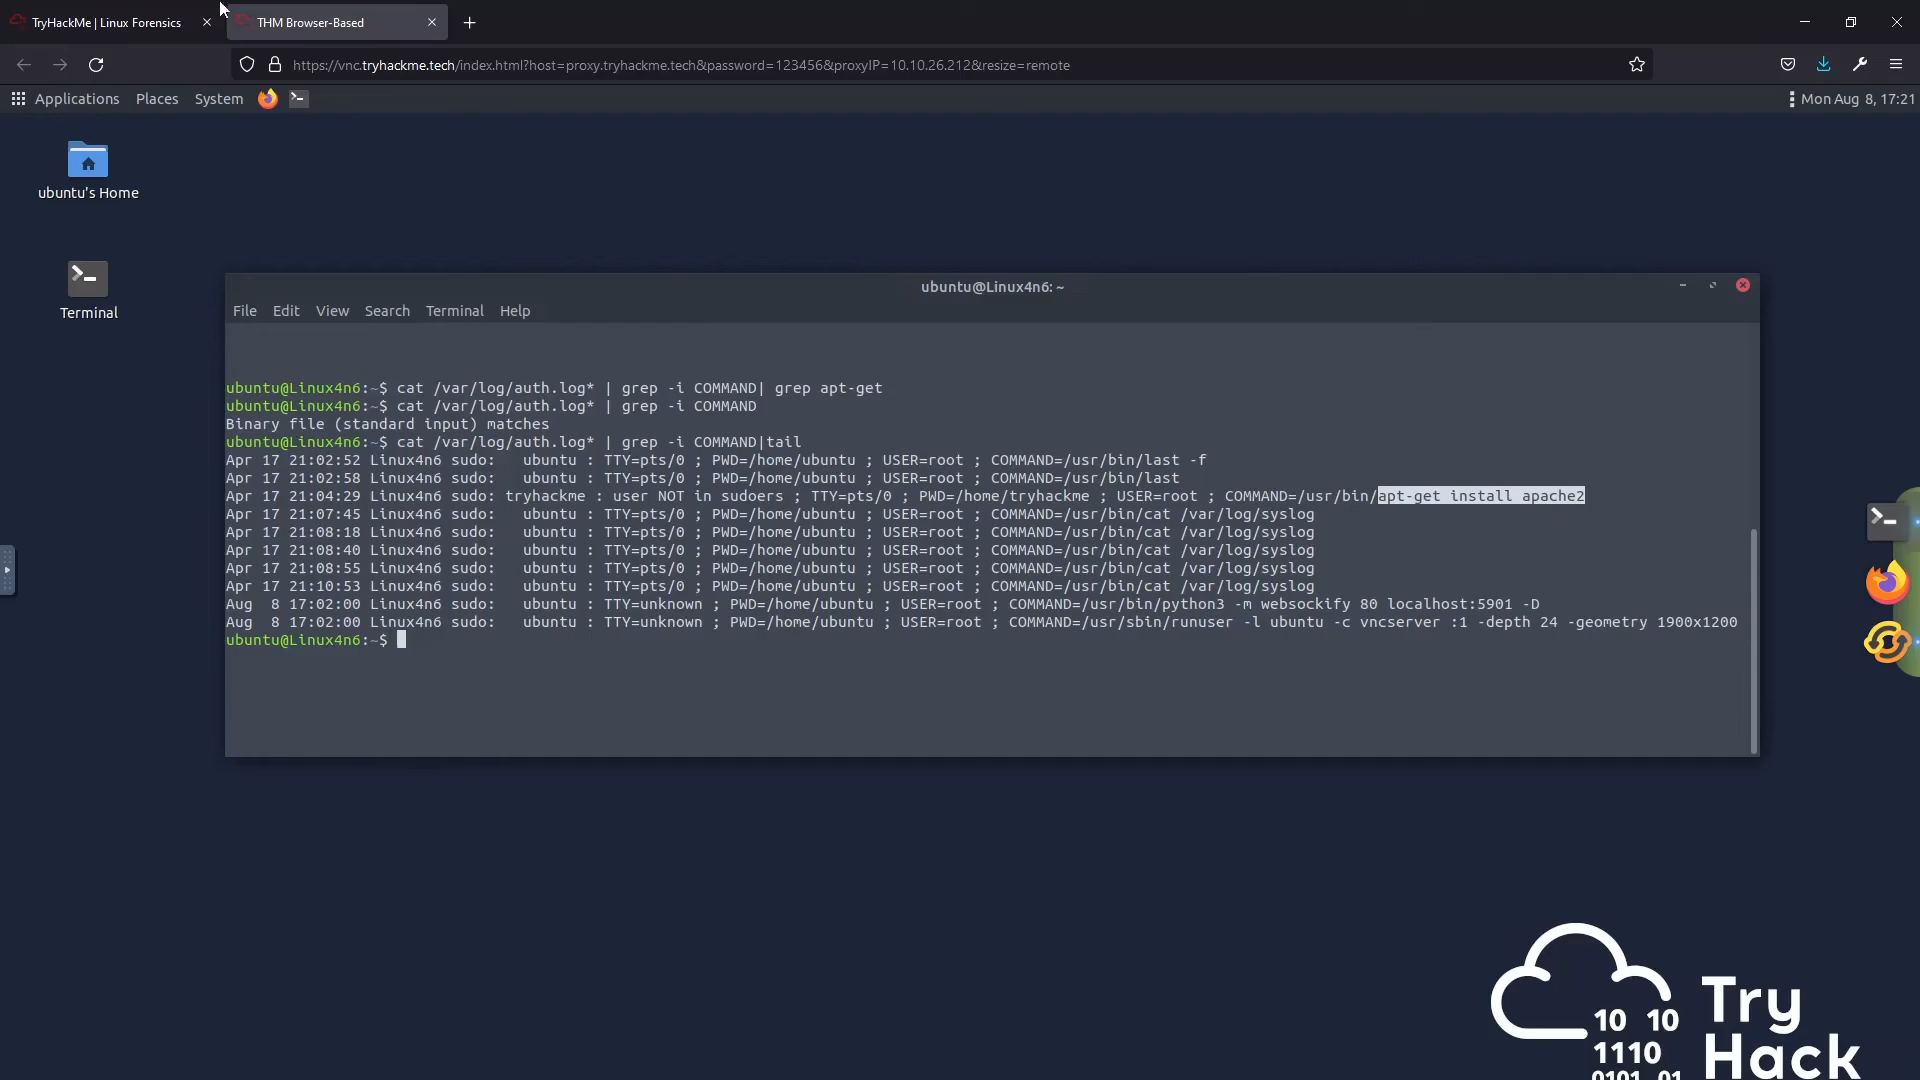 TryHackMe | Linux Forensics
THM Browser-Based
https://vnc.tryhackme.tech/index.html?host=proxy.tryhackme.tech&password=123456&proxyIP=10.10.26.212&resize=remote
Applications Places System
Mon Aug 8, 17:21
ubuntu's Home
Terminal
ubuntu@Linux4n6: ~
File Edit View Search Terminal Help
ubuntu@Linux4n6:~$ cat /var/log/auth.log* | grep -i COMMAND| grep apt-get
ubuntu@Linux4n6:~$ cat /var/log/auth.log* | grep -i COMMAND
Binary file (standard input) matches
ubuntu@Linux4n6:~$ cat /var/log/auth.log* | grep -i COMMAND|tail
Apr 17 21:02:52 Linux4n6 sudo:   ubuntu : TTY=pts/0 ; PWD=/home/ubuntu ; USER=root ; COMMAND=/usr/bin/last -f
Apr 17 21:02:58 Linux4n6 sudo:   ubuntu : TTY=pts/0 ; PWD=/home/ubuntu ; USER=root ; COMMAND=/usr/bin/last
Apr 17 21:04:29 Linux4n6 sudo: tryhackme : user NOT in sudoers ; TTY=pts/0 ; PWD=/home/tryhackme ; USER=root ; COMMAND=/usr/bin/apt-get install apache2
Apr 17 21:07:45 Linux4n6 sudo:   ubuntu : TTY=pts/0 ; PWD=/home/ubuntu ; USER=root ; COMMAND=/usr/bin/cat /var/log/syslog
Apr 17 21:08:18 Linux4n6 sudo:   ubuntu : TTY=pts/0 ; PWD=/home/ubuntu ; USER=root ; COMMAND=/usr/bin/cat /var/log/syslog
Apr 17 21:08:40 Linux4n6 sudo:   ubuntu : TTY=pts/0 ; PWD=/home/ubuntu ; USER=root ; COMMAND=/usr/bin/cat /var/log/syslog
Apr 17 21:08:55 Linux4n6 sudo:   ubuntu : TTY=pts/0 ; PWD=/home/ubuntu ; USER=root ; COMMAND=/usr/bin/cat /var/log/syslog
Apr 17 21:10:53 Linux4n6 sudo:   ubuntu : TTY=pts/0 ; PWD=/home/ubuntu ; USER=root ; COMMAND=/usr/bin/cat /var/log/syslog
Aug  8 17:02:00 Linux4n6 sudo:   ubuntu : TTY=unknown ; PWD=/home/ubuntu ; USER=root ; COMMAND=/usr/bin/python3 -m websockify 80 localhost:5901 -D
Aug  8 17:02:00 Linux4n6 sudo:   ubuntu : TTY=unknown ; PWD=/home/ubuntu ; USER=root ; COMMAND=/usr/sbin/runuser -l ubuntu -c vncserver :1 -depth 24 -geometry 1900x1200
ubuntu@Linux4n6:~$
Try
Hack
10 10
1110
0101 01